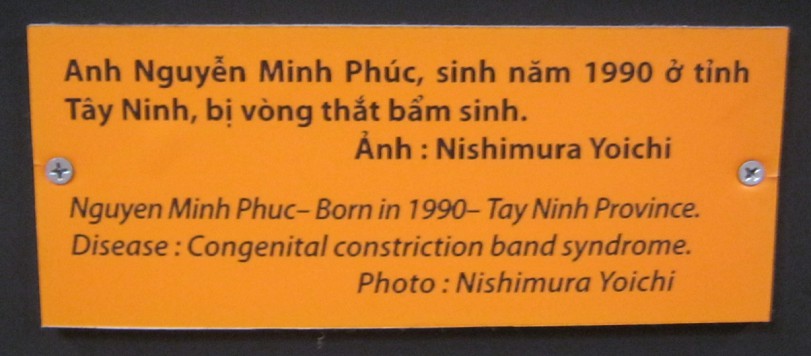 Anh Nguyễn Minh Phúc, sinh năm 1990 ở tỉnh
Tây Ninh, bị vòng thắt bẩm sinh.
Ảnh : Nishimura Yoichi
Nguyen Minh Phuc– Born in 1990– Tay Ninh Province.
Disease : Congenital constriction band syndrome.
Photo : Nishimura Yoichi